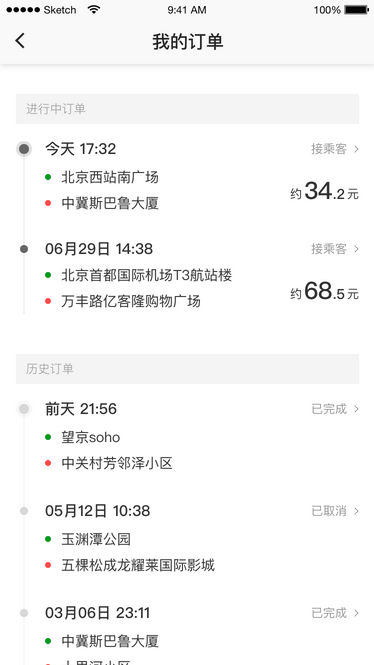 Sketch 9:41 AM 100%
我的订单
进行中订单
今天 17:32 接乘客
北京西站南广场
约34.2元
中冀斯巴鲁大厦
06月29日 14:38 接乘客
北京首都国际机场T3航站楼
约68.5元
万丰路亿客隆购物广场
历史订单
前天 21:56 已完成
望京soho
中关村芳邻泽小区
05月12日 10:38 已取消
玉渊潭公园
五棵松成龙耀莱国际影城
03月06日 23:11 已完成
中冀斯巴鲁大厦